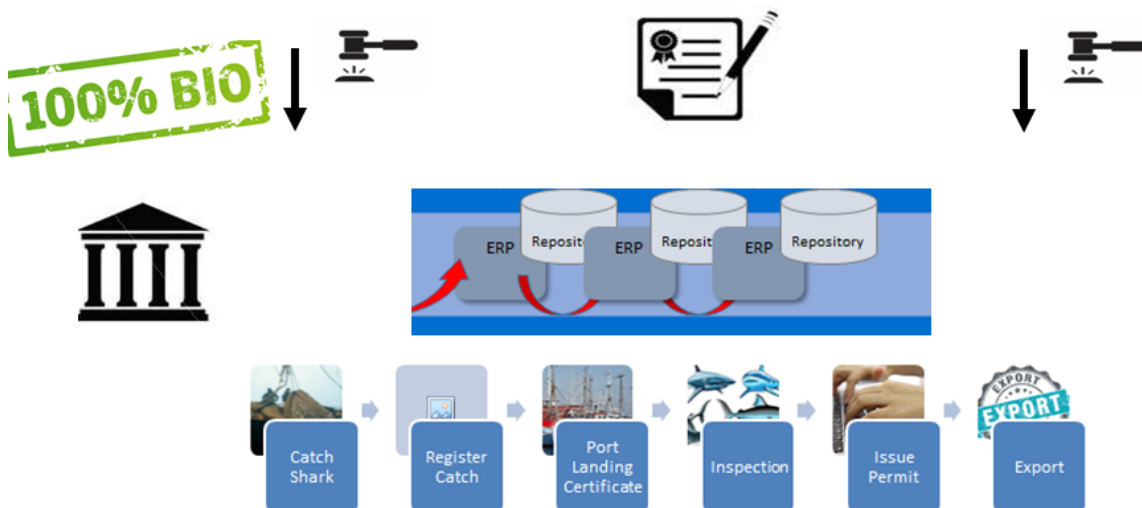 100% BIO
ERP
Reposito
ERP
Reposit
ERP
Repository
Catch
Shark
Register
Catch
Port
Landing
Certificate
Inspection
Issue
Permit
EXPORT
EXPORT
Export